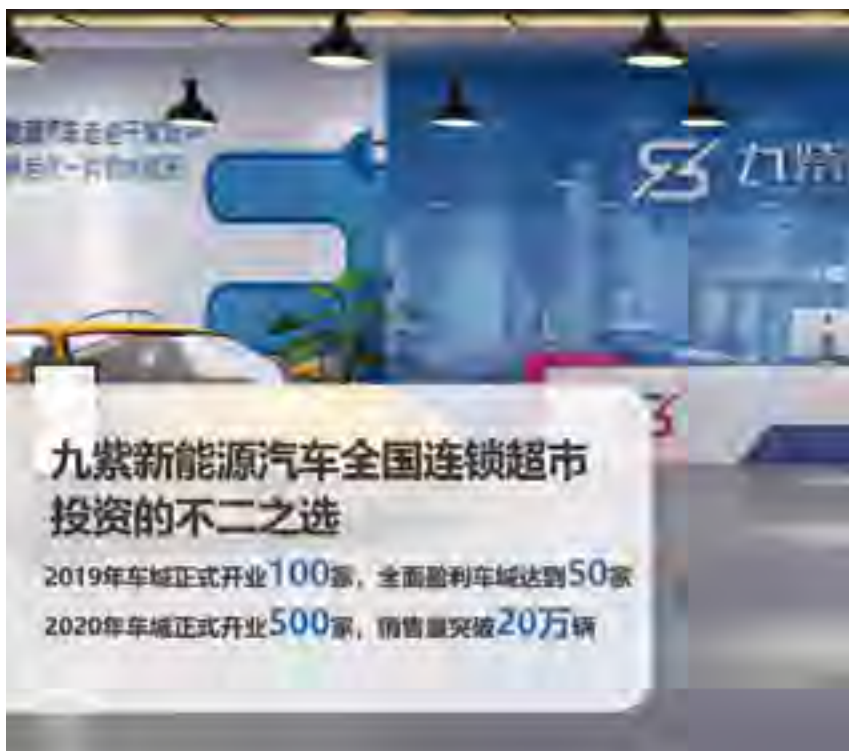 九紫
九紫新能源汽车全国连锁超市
投资的不二之选
2019年车城正式开业100家，全面盈利车城达到50家
2020年车城正式开业500家，销售量突破20万辆